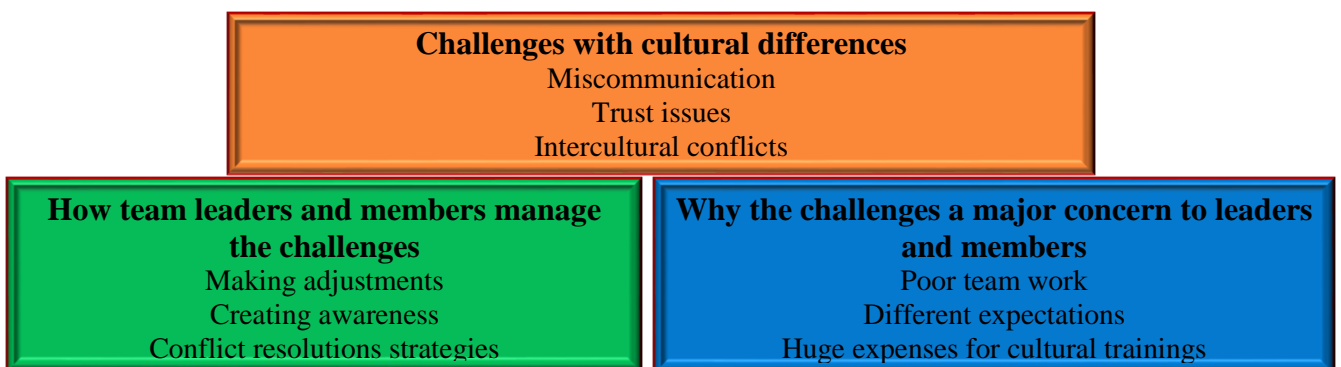 Challenges with cultural differences
Miscommunication
Trust issues
Intercultural conflicts
How team leaders and members manage
the challenges
Making adjustments
Creating awareness
Conflict resolutions strategies
Why the challenges a major concern to leaders
and members
Poor team work
Different expectations
Huge expenses for cultural trainings